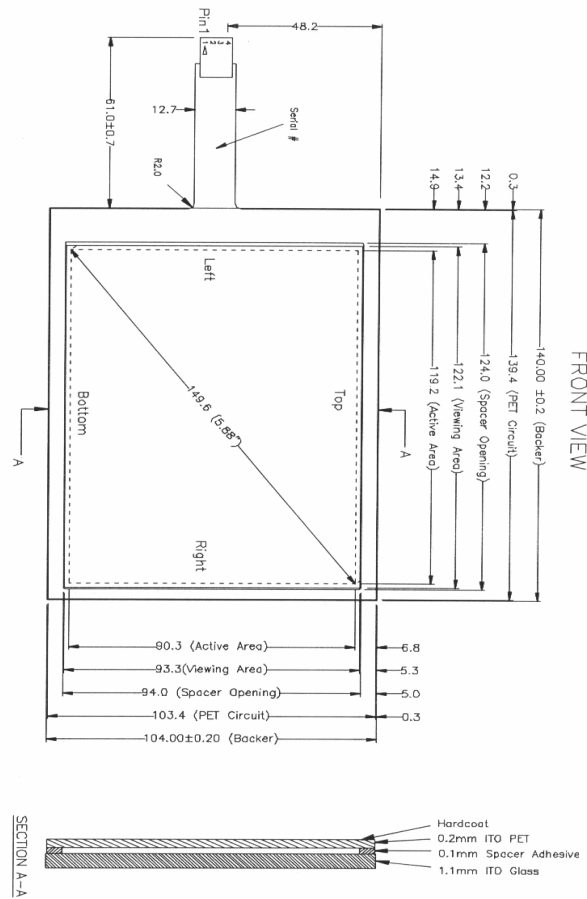 FRONT VIEW
48.2
Pin1
1
2
3
4
61.0±0.7
12.7
Serial #
R2.0
14.9
13.4
12.2
0.3
140.00 ±0.2 (Backer)
139.4 (PET Circuit)
124.0 (Spacer Opening)
122.1 (Viewing Area)
119.2 (Active Area)
Left
Top
Bottom
Right
149.6 (5.88")
A
A
90.3 (Active Area)
6.8
93.3(Viewing Area)
5.3
94.0 (Spacer Opening)
5.0
103.4 (PET Circuit)
0.3
104.00±0.20 (Backer)
SECTION A-A
Hardcoat
0.2mm ITO PET
0.1mm Spacer Adhesive
1.1mm ITO Glass